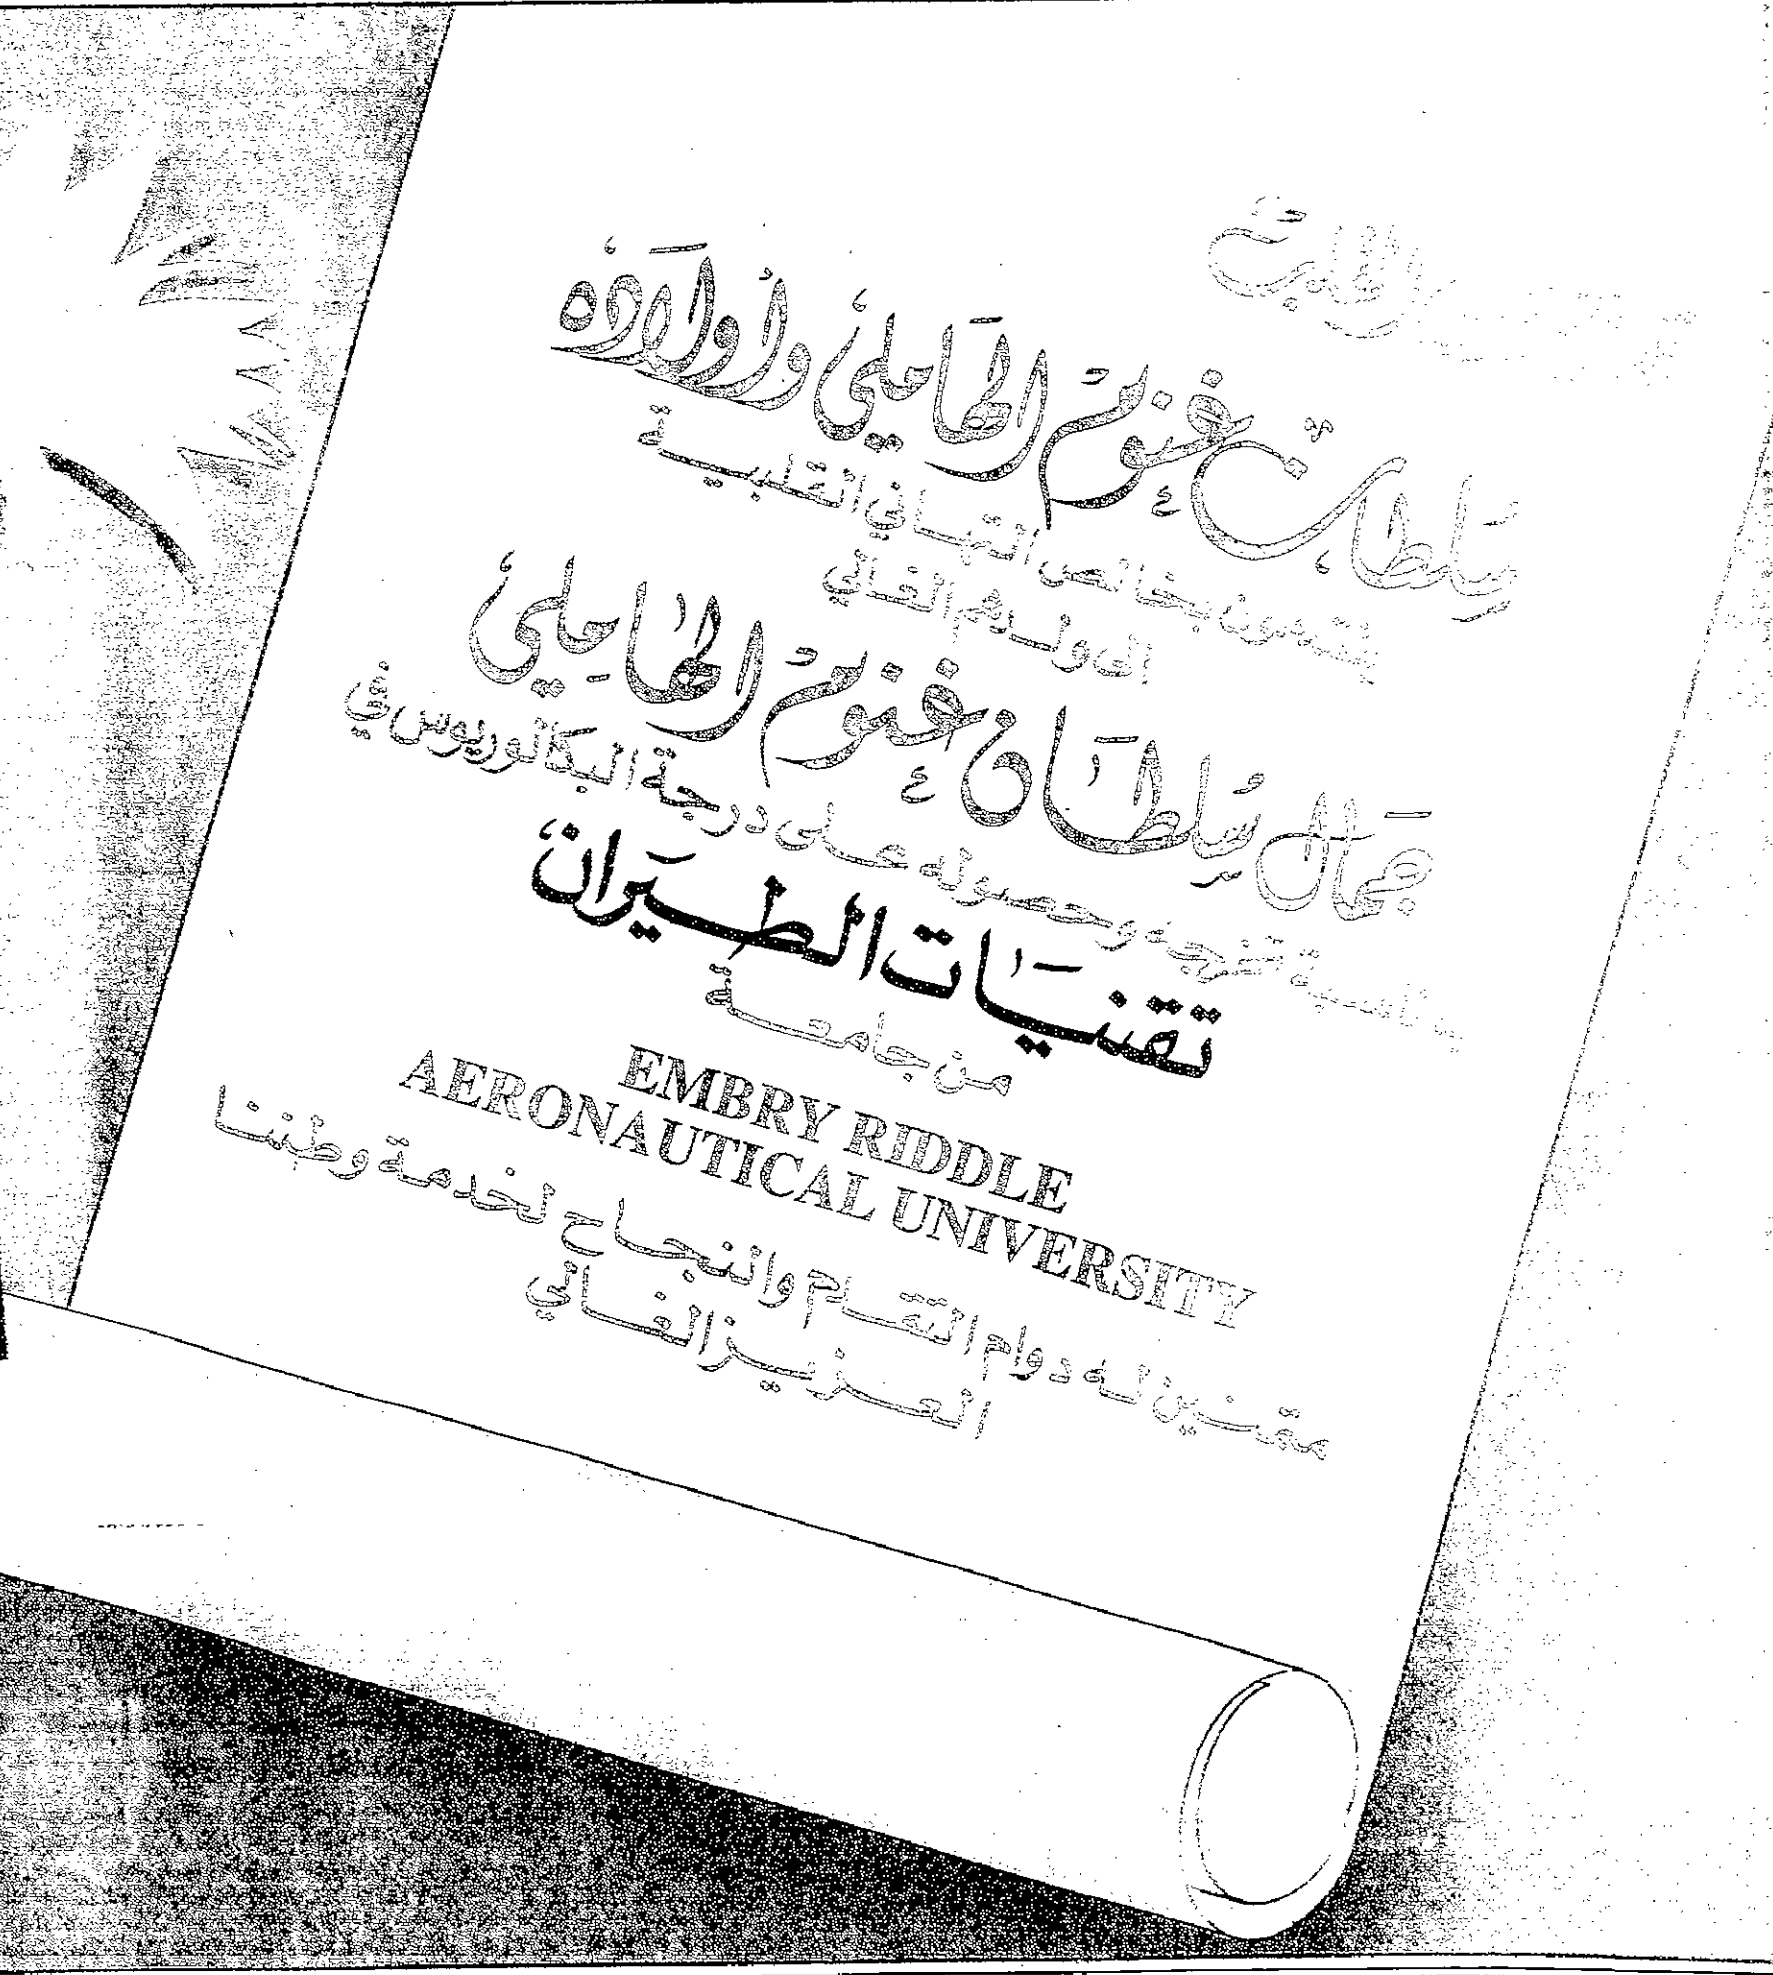 سلطان غنوم الهاملي وأولاده
يتقدمون بخالص التهاني القلبية
إلى ولدهم الغالي
جمال سلطان غنوم الهاملي
بمناسبة تخرجه وحصوله على درجة البكالوريوس في
تقنيات الطيران
من جامعة
EMBRY RIDDLE
AERONAUTICAL UNIVERSITY
متمنين له دوام التقدم والنجاح لخدمة وطننا
العزيز الغالي